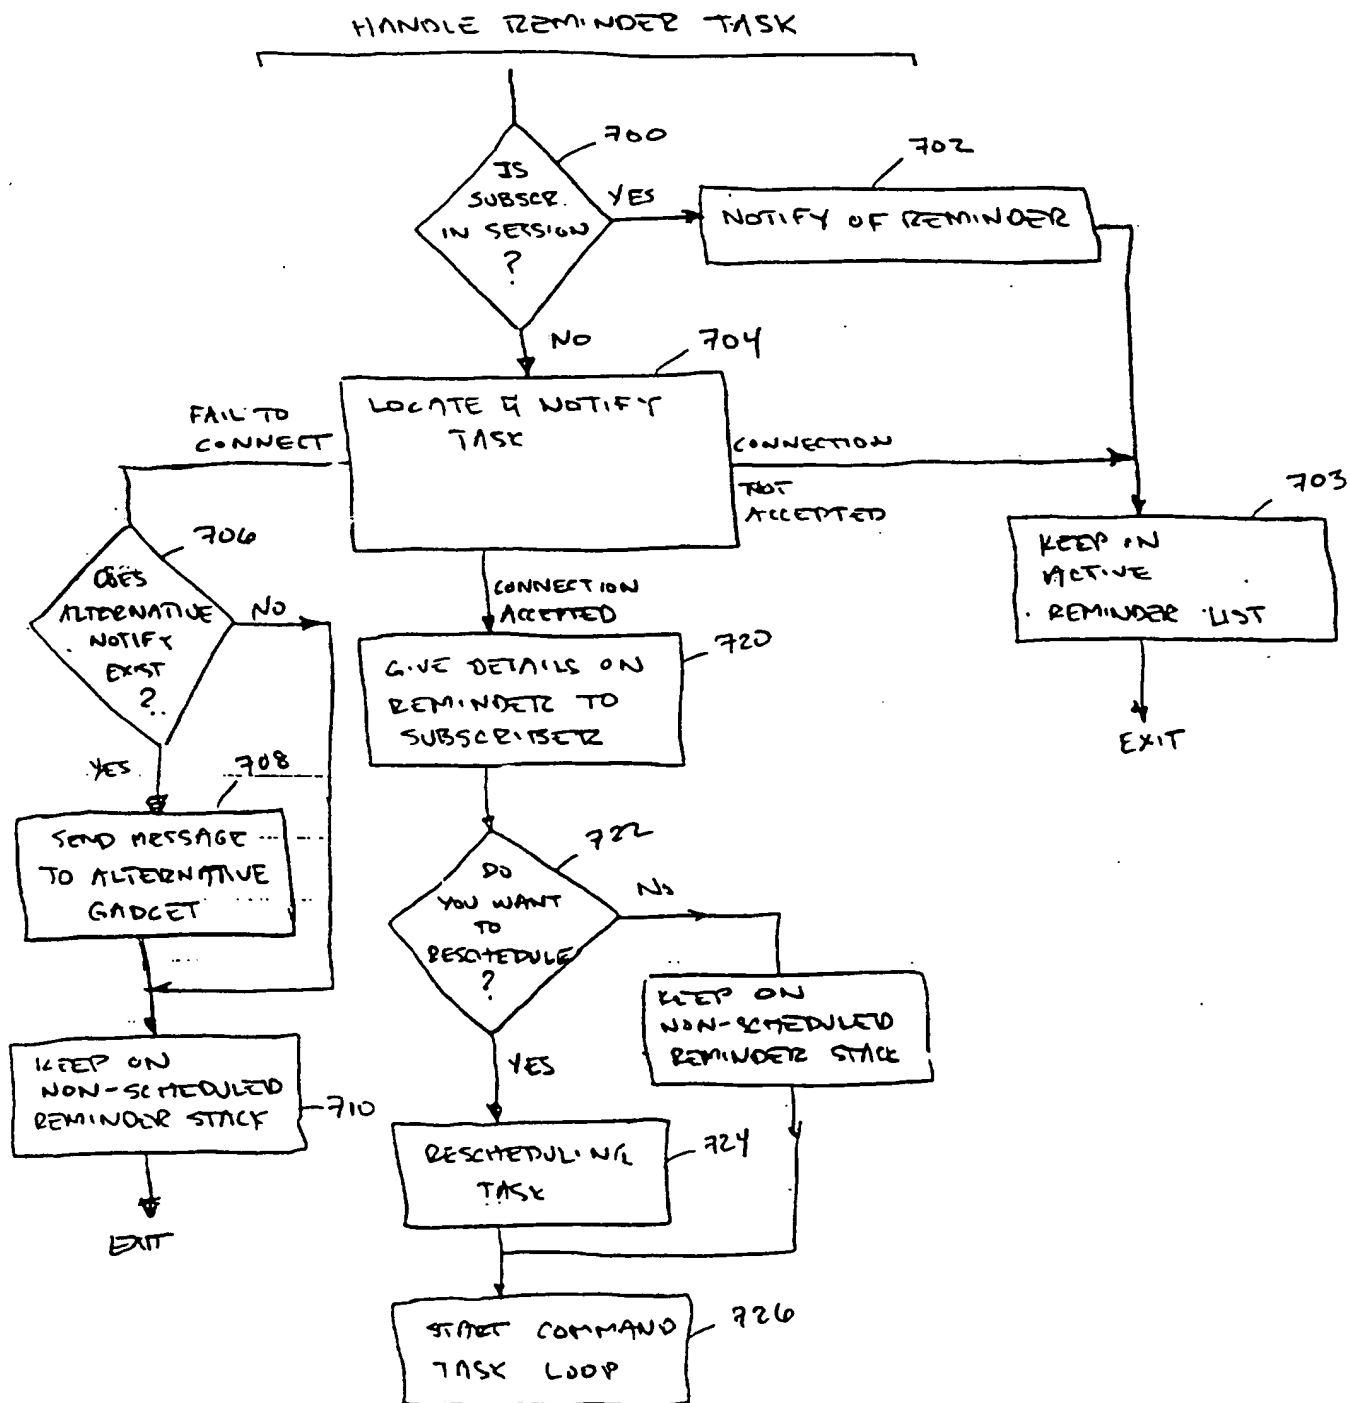 HANDLE REMINDER TASK
700
IS
SUBSCR.
IN SESSION
?
YES
702
NOTIFY OF REMINDER
NO
704
LOCATE & NOTIFY
TASK
FAIL TO
CONNECT
CONNECTION
NOT
ACCEPTED
703
KEEP ON
ACTIVE
REMINDER LIST
EXIT
706
DOES
ALTERNATIVE
NOTIFY
EXIST
?
NO
YES
708
SEND MESSAGE
TO ALTERNATIVE
GADGET
KEEP ON
NON-SCHEDULED
REMINDER STACK
710
EXIT
CONNECTION
ACCEPTED
720
GIVE DETAILS ON
REMINDER TO
SUBSCRIBER
722
DO
YOU WANT
TO
RESCHEDULE
?
NO
KEEP ON
NON-SCHEDULED
REMINDER STACK
YES
RESCHEDULING
TASK
724
START COMMAND
TASK LOOP
726